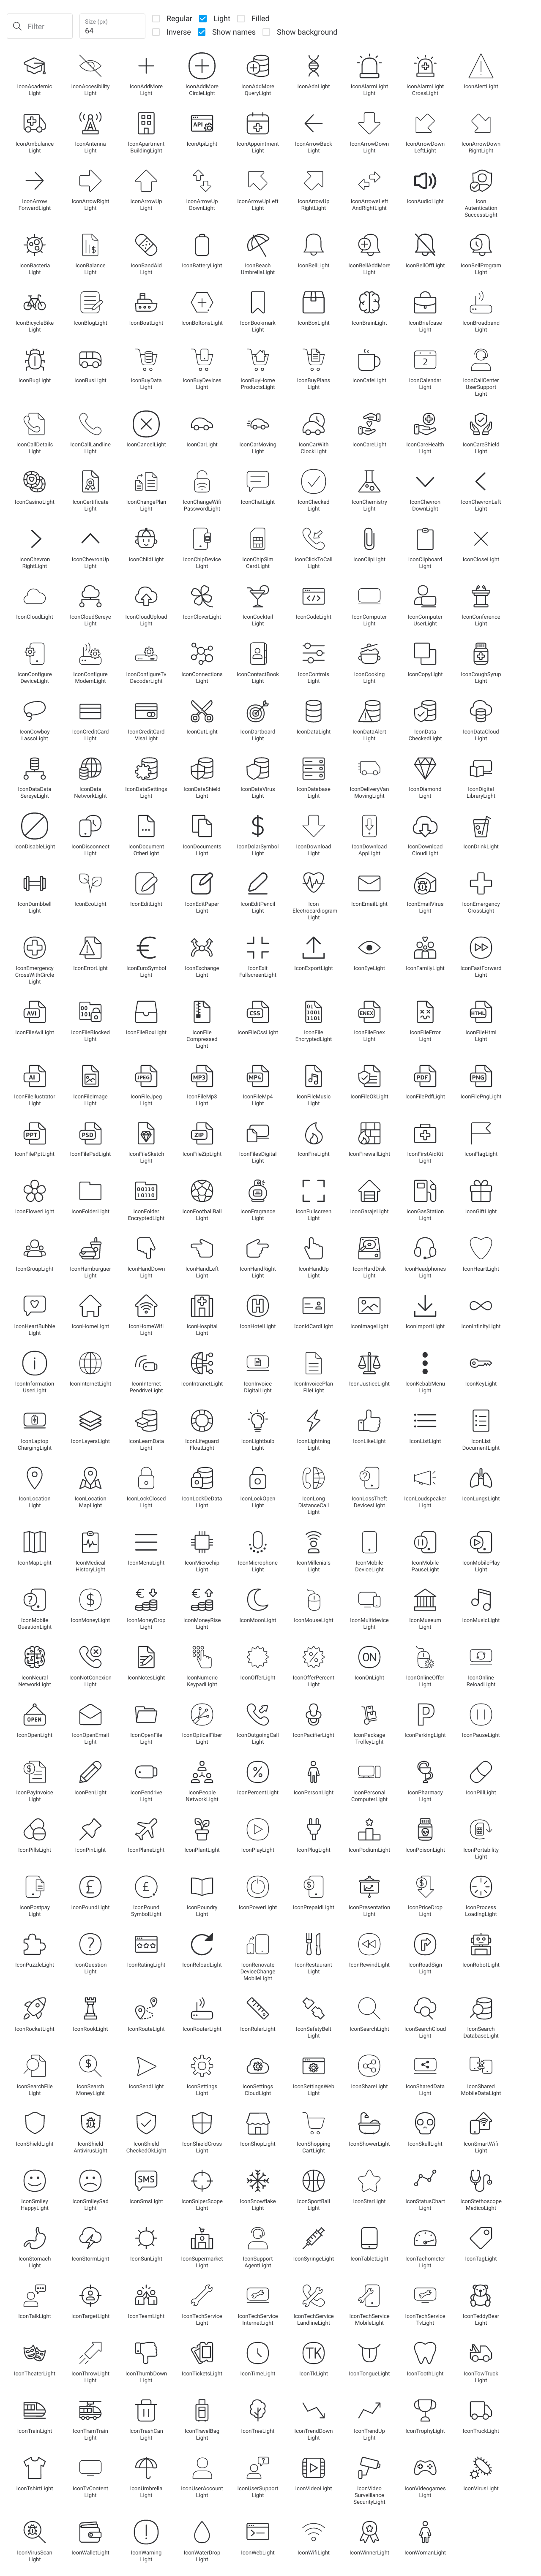 Filter
Size (px)
64
Regular
Light
Filled
Inverse
Show names
Show background
IconAcademic
Light
IconAccesibility
Light
IconAddMore
Light
IconAddMore
CircleLight
IconAddMore
QueryLight
IconAdnLight
IconAlarmLight
IconAlarmLight
CrossLight
IconAlertLight
IconAmbulance
Light
IconAntenna
Light
IconApartment
BuildingLight
IconApiLight
API
IconAppointment
Light
IconArrowBack
Light
IconArrowDown
Light
IconArrowDown
LeftLight
IconArrowDown
RightLight
IconArrow
ForwardLight
IconArrowRight
Light
IconArrowUp
Light
IconArrowUp
DownLight
IconArrowUpLeft
Light
IconArrowUp
RightLight
IconArrowsLeft
AndRightLight
IconAudioLight
Icon
Autentication
SuccessLight
IconBacteria
Light
IconBalance
Light
IconBandAid
Light
IconBatteryLight
IconBeach
UmbrellaLight
IconBellLight
IconBellAddMore
Light
IconBellOffLight
IconBellProgram
Light
IconBicycleBike
Light
IconBlogLight
IconBoatLight
IconBoltonsLight
IconBookmark
Light
IconBoxLight
IconBramLight
IconBriefcase
Light
IconBroadband
Light
IconBugLight
IconBusLight
IconBuyData
Light
IconBuyDevices
Light
IconBuyHome
ProductsLight
IconBuyPlans
Light
IconCafeLight
2
IconCalendar
Light
IconCallCenter
UserSupport
Light
IconCallDetails
Light
IconCallLandline
Light
IconCancelLight
IconCarLight
IconCarMoving
Light
IconCarWith
ClockLight
IconCareLight
IconCareHealth
Light
IconCareShield
Light
IconCasinoLight
IconCertificate
Light
IconChangePlan
Light
IconChangeWifi
PasswordLight
IconChatLight
IconChecked
Light
IconChemistry
Light
IconChevron
DownLight
IconChevronLeft
Light
IconChevron
RightLight
IconChevronUp
Light
IconChildLight
IconChipDevice
Light
IconChipSim
CardLight
IconClickToCall
Light
IconClipLight
IconClipboard
Light
IconCloseLight
IconCloudLight
IconCloudSereye
Light
IconCloudUpload
Light
IconCloverLight
IconCocktail
Light
IconCodeLight
IconComputer
Light
IconComputer
UserLight
IconConference
Light
IconConfigure
DeviceLight
IconConfigure
ModemLight
IconConfigureTv
DecoderLight
IconConnections
Light
IconContactBook
Light
IconControls
Light
IconCooking
Light
IconCopyLight
IconCoughSyrup
Light
IconCowboy
LassoLight
IconCreditCard
Light
IconCreditCard
VisaLight
IconCutLight
IconDartboard
Light
IconDataLight
IconDataAlert
Light
IconData
CheckedLight
IconDataCloud
Light
IconDataData
SereyeLight
IconData
NetworkLight
IconDataSettings
Light
IconDataShield
Light
IconDataVirus
Light
IconDatabase
Light
IconDeliveryVan
MovingLight
IconDiamond
Light
IconDigital
LibraryLight
IconDisableLight
IconDisconnect
Light
IconDocument
OtherLight
IconDocuments
Light
$
IconDolarSymbol
Light
IconDownload
Light
IconDownload
AppLight
IconDownload
CloudLight
IconDrinkLight
IconDumbbell
Light
IconEcoLight
IconEditLight
IconEditPaper
Light
IconEditPencil
Light
Icon
Electrocardiogram
Light
IconEmailLight
IconEmailVirus
Light
IconEmergency
CrossLight
IconEmergency
CrossWithCircle
Light
IconErrorLight
€
IconEuroSymbol
Light
IconExchange
Light
IconExit
FullscreenLight
IconExportLight
IconEyeLight
IconFamilyLight
IconFastForward
Light
AVI
IconFileAviLight
IconFileBlocked
Light
IconFileBoxLight
IconFile
Compressed
Light
CSS
IconFileCssLight
IconFile
EncryptedLight
ENEX
IconFileEnex
Light
IconFileError
Light
HTML
IconFileHtml
Light
AI
IconFileIlustrator
Light
IconFileImage
Light
JPEG
IconFileJpeg
Light
MP3
IconFileMp3
Light
MP4
IconFileMp4
Light
IconFileMusic
Light
IconFileOkLight
PDF
IconFilePdfLight
PNG
IconFilePngLight
PPT
IconFilePptLight
PSD
IconFilePsdLight
IconFileSketch
Light
ZIP
IconFileZipLight
IconFilesDigital
Light
IconFireLight
IconFirewallLight
IconFirstAidKit
Light
IconFlagLight
IconFlowerLight
IconFolderLight
00110
10110
IconFolder
EncryptedLight
IconFootballBall
Light
IconFragrance
Light
IconFullscreen
Light
IconGarajeLight
IconGasStation
Light
IconGiftLight
IconGroupLight
IconHamburguer
Light
IconHandDown
Light
IconHandLeft
Light
IconHandRight
Light
IconHandUp
Light
IconHardDisk
Light
IconHeadphones
Light
IconHeartLight
IconHeartBubble
Light
IconHomeLight
IconHomeWifi
Light
IconHospital
Light
H
IconHotelLight
IconIdCardLight
IconImageLight
IconImportLight
IconInfinityLight
i
IconInformation
UserLight
IconInternetLight
IconInternet
PendriveLight
IconIntranetLight
IconInvoice
DigitalLight
IconInvoicePlan
FileLight
IconJusticeLight
IconKebabMenu
Light
IconKeyLight
IconLaptop
ChargingLight
IconLayersLight
IconLearnData
Light
IconLifeguard
FloatLight
IconLightbulb
Light
IconLightning
Light
IconLikeLight
IconListLight
IconList
DocumentLight
IconLocation
Light
IconLocation
MapLight
IconLockClosed
Light
IconLockDeData
Light
IconLockOpen
Light
IconLong
DistanceCall
Light
IconLossTheft
DevicesLight
IconLoudspeaker
Light
IconLungsLight
IconMapLight
IconMedical
HistoryLight
IconMenuLight
IconMicrochip
Light
IconMicrophone
Light
IconMillenials
Light
IconMobile
DeviceLight
IconMobile
PauseLight
IconMobilePlay
Light
IconMobile
QuestionLight
$
IconMoneyLight
€
IconMoneyDrop
Light
€
IconMoneyRise
Light
IconMoonLight
IconMouseLight
IconMultidevice
Light
IconMuseum
Light
IconMusicLight
IconNeural
NetworkLight
IconNotConexion
Light
IconNotesLight
IconNumeric
KeypadLight
IconOfferLight
IconOfferPercent
Light
ON
IconOnLight
IconOnlineOffer
Light
IconOnline
ReloadLight
OPEN
IconOpenLight
IconOpenEmail
Light
IconOpenFile
Light
IconOpticalFiber
Light
IconOutgoingCall
Light
IconPacifierLight
IconPackage
TrolleyLight
P
IconParkingLight
IconPauseLight
IconPayInvoice
Light
IconPenLight
IconPendrive
Light
IconPeople
NetworkLight
%
IconPercentLight
IconPersonLight
IconPersonal
ComputerLight
IconPharmacy
Light
IconPillLight
IconPillsLight
IconPinLight
IconPlaneLight
IconPlantLight
IconPlayLight
IconPlugLight
IconPodiumLight
IconPoisonLight
IconPortability
Light
IconPostpay
Light
£
IconPoundLight
£
IconPound
SymbolLight
IconPoundry
Light
IconPowerLight
IconPrepaidLight
IconPresentation
Light
IconPriceDrop
Light
IconProcess
LoadingLight
IconPuzzleLight
?
IconQuestion
Light
IconRatingLight
IconReloadLight
IconRenovate
DeviceChange
MobileLight
IconRestaurant
Light
IconRewindLight
IconRoadSign
Light
IconRobotLight
IconRocketLight
IconRookLight
IconRouteLight
IconRouterLight
IconRulerLight
IconSafetyBelt
Light
IconSearchLight
IconSearchCloud
Light
IconSearch
DatabaseLight
IconSearchFile
Light
$
IconSearch
MoneyLight
IconSendLight
IconSettings
Light
IconSettings
CloudLight
IconSettingsWeb
Light
IconShareLight
IconSharedData
Light
IconShared
MobileDataLight
IconShieldLight
IconShield
AntivirusLight
IconShield
CheckedOkLight
IconShieldCross
Light
IconShopLight
IconShopping
CartLight
IconShowerLight
IconSkullLight
IconSmartWifi
Light
IconSmiley
HappyLight
IconSmileySad
Light
SMS
IconSmsLight
IconSniperScope
Light
IconSnowflake
Light
IconSportBall
Light
IconStarLight
IconStatusChart
Light
IconStethoscope
MedicoLight
IconStomach
Light
IconStormLight
IconSunLight
IconSupermarket
Light
IconSupport
AgentLight
IconSyringeLight
IconTabletLight
IconTachometer
Light
IconTagLight
IconTalkLight
IconTargetLight
IconTeamLight
IconTechService
Light
IconTechService
InternetLight
IconTechService
LandlineLight
IconTechService
MobileLight
IconTechService
TvLight
IconTeddyBear
Light
IconTheaterLight
IconThrowLight
Light
IconThumbDown
Light
IconTicketsLight
IconTimeLight
TK
IconTkLight
IconTongueLight
IconToothLight
IconTowTruck
Light
IconTrainLight
IconTramTrain
Light
IconTrashCan
Light
IconTravelBag
Light
IconTreeLight
IconTrendDown
Light
IconTrendUp
Light
IconTrophyLight
IconTruckLight
IconTshirtLight
IconTvContent
Light
IconUmbrella
Light
IconUserAccount
Light
IconUserSupport
Light
IconVideoLight
IconVideo
Surveillance
SecurityLight
IconVideogames
Light
IconVirusLight
IconVirusScan
Light
IconWalletLight
IconWarning
Light
IconWaterDrop
Light
IconWebLight
IconWifiLight
IconWinnerLight
IconWomanLight